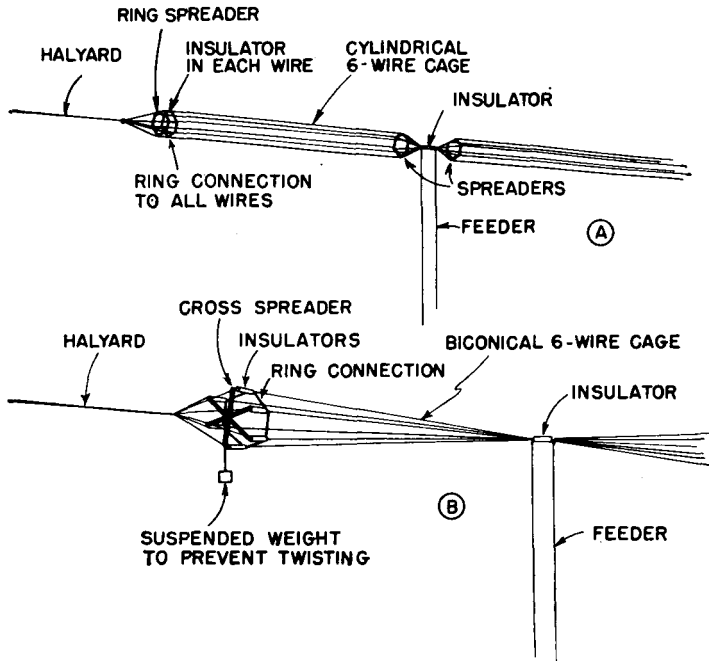 RING SPREADER
HALYARD
INSULATOR
IN EACH WIRE
CYLINDRICAL
6-WIRE CAGE
INSULATOR
RING CONNECTION
TO ALL WIRES
SPREADERS
FEEDER
A
CROSS SPREADER
HALYARD
INSULATORS
RING CONNECTION
BICONICAL 6-WIRE CAGE
INSULATOR
B
SUSPENDED WEIGHT
TO PREVENT TWISTING
FEEDER